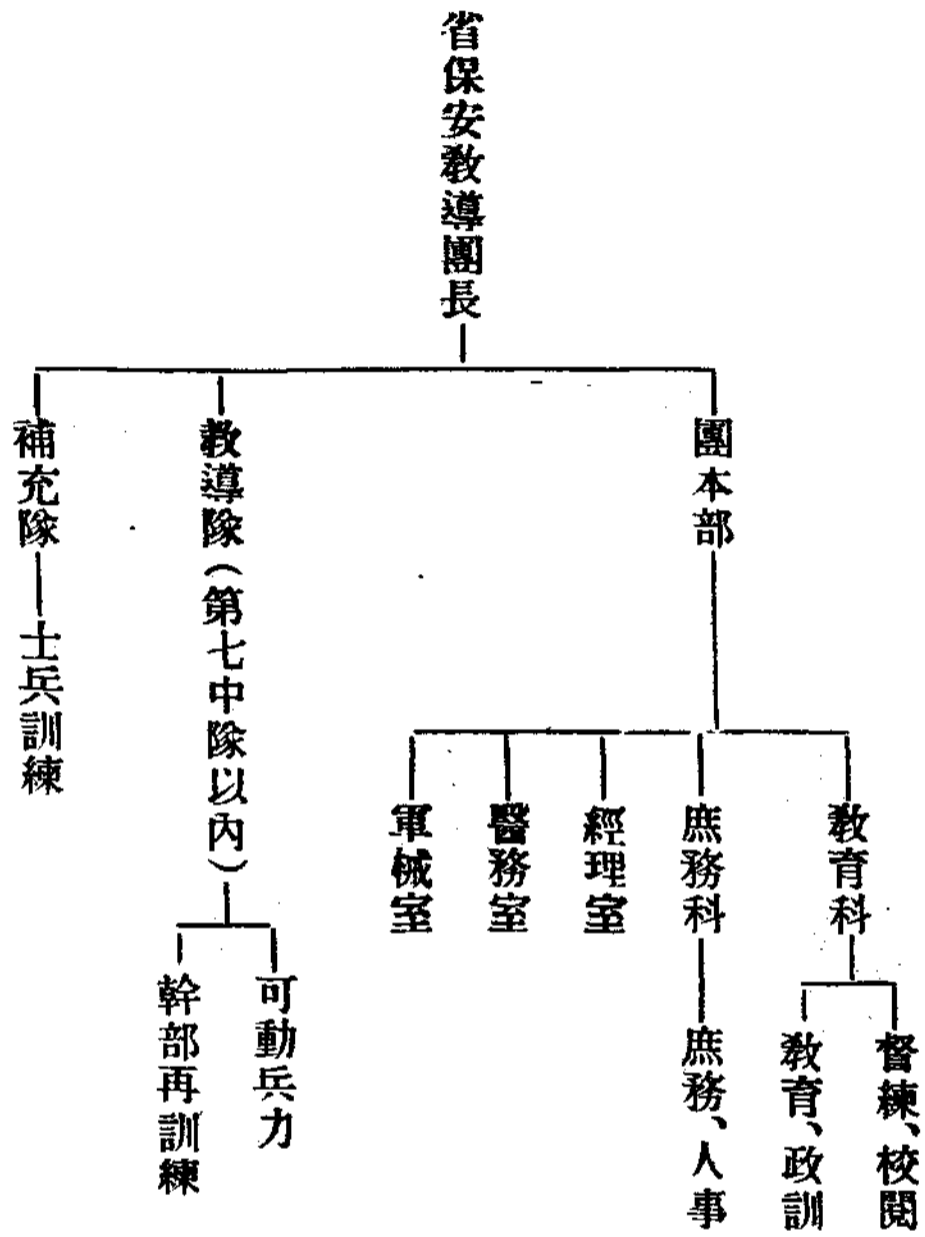 省保安教導團長
團本部
教育科
督練、校閱
教育、政訓
庶務科
庶務、人事
經理室
醫務室
軍械室
教導隊（第七中隊以內）
可動兵力
幹部再訓練
補充隊
士兵訓練